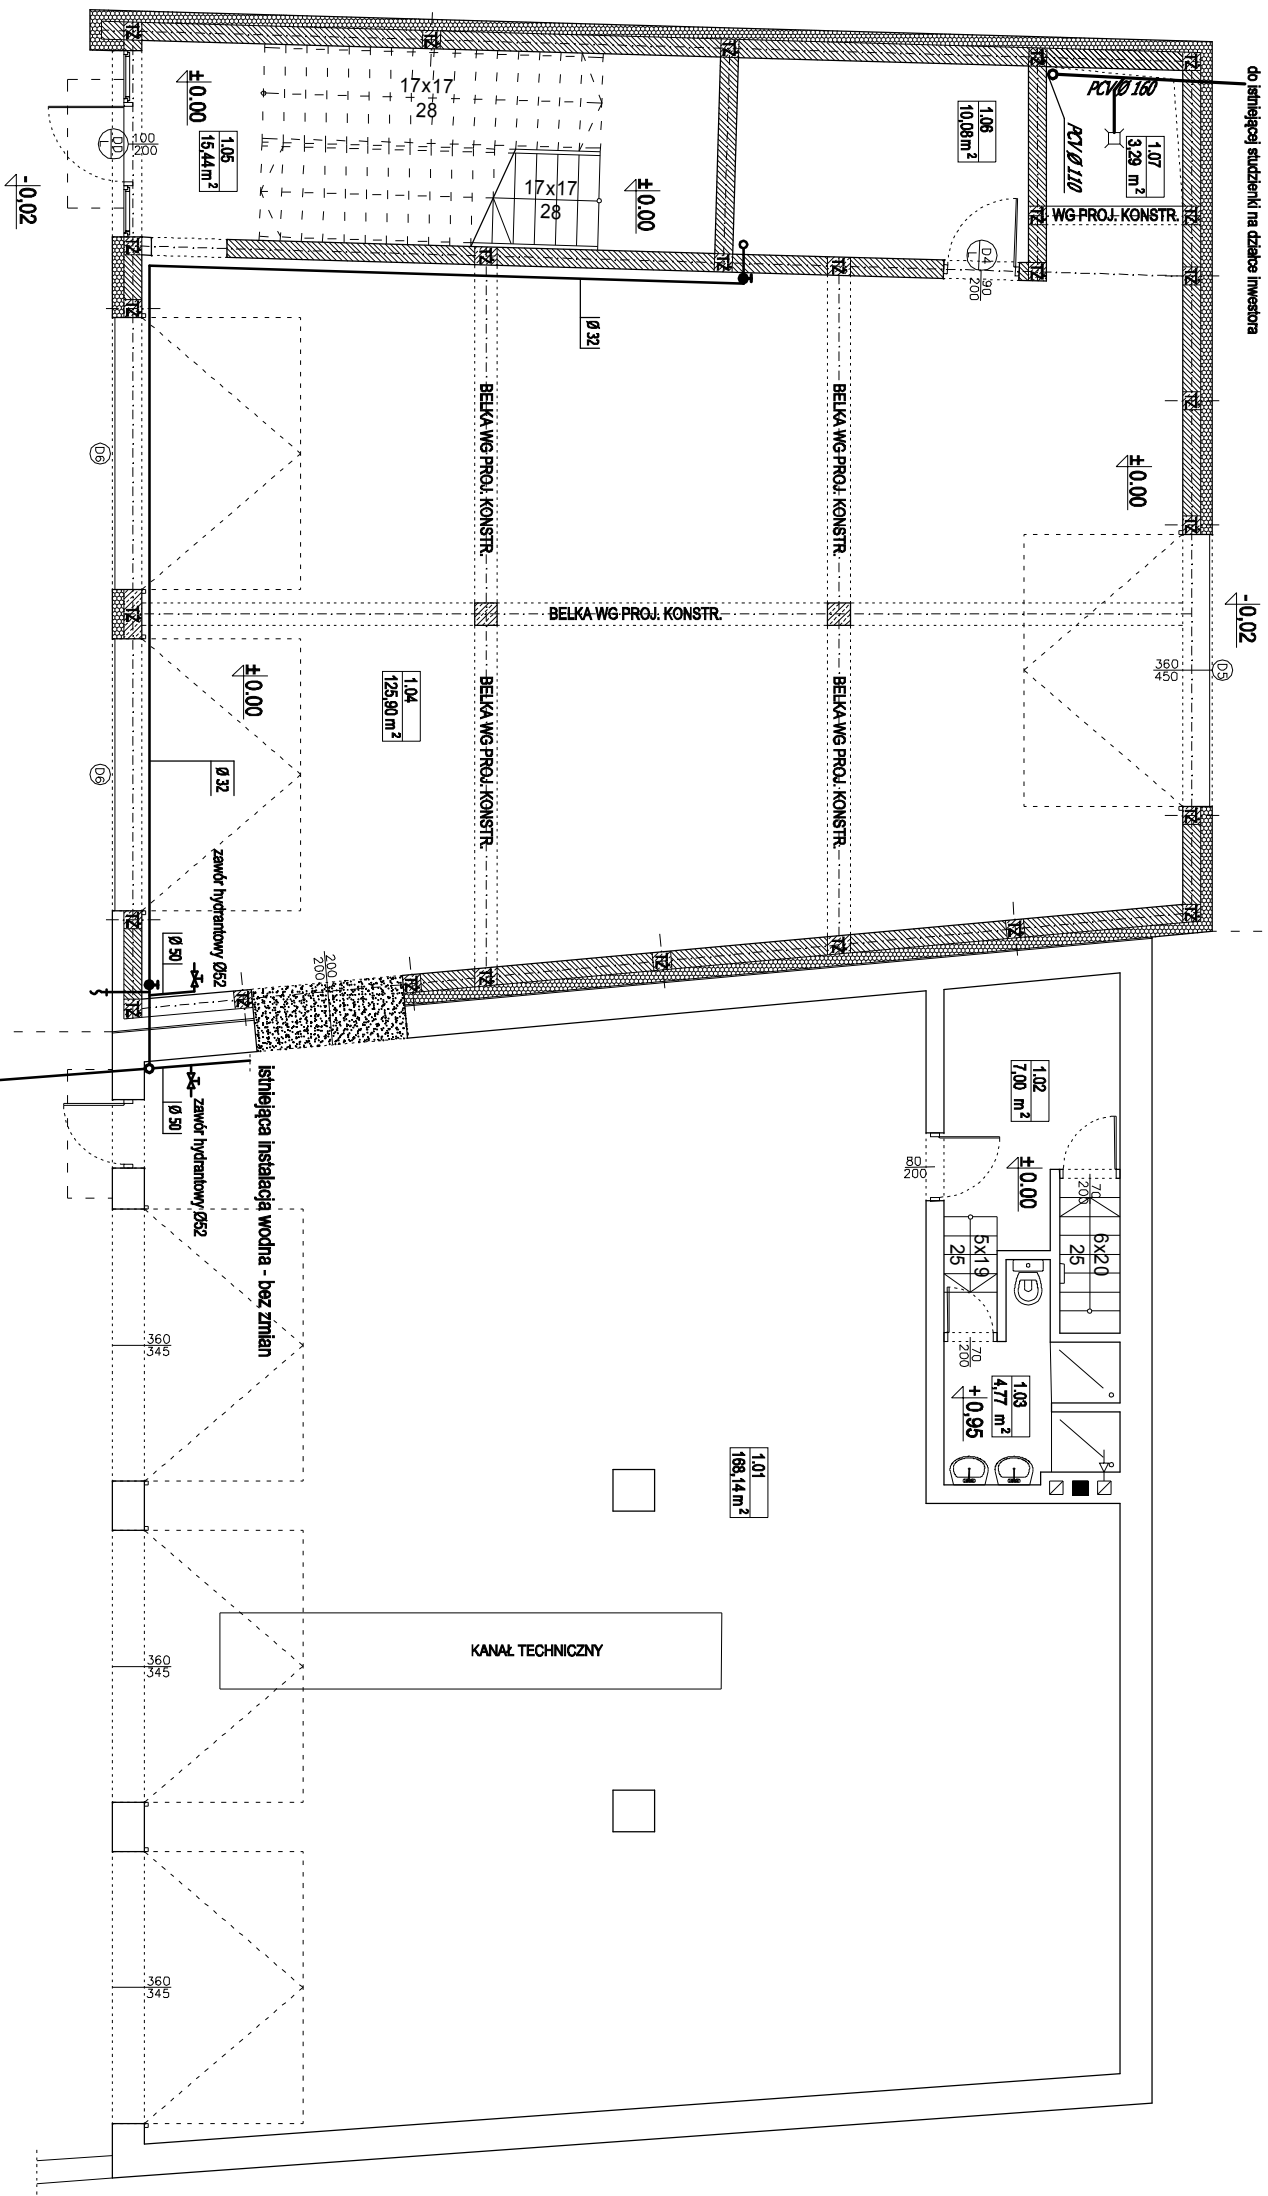 do istniejącej studzienki na działce inwestora
PCVØ 160
PCVØ 110
1.07
3,29 m²
WG PROJ. KONSTR.
1.06
10,08 m²
D4
L
90
200
17x17
28
17x17
28
±0.00
±0.00
1.05
15,44 m²
100
200
-0,02
Ø 32
BELKA WG PROJ. KONSTR.
BELKA WG PROJ. KONSTR.
BELKA WG PROJ. KONSTR.
BELKA WG PROJ. KONSTR.
BELKA WG PROJ. KONSTR.
±0.00
-0,02
D5
360
450
D6
D6
±0.00
1.04
125,90 m²
Ø 32
zawór hydrantowy Ø52
Ø 50
200
200
TŻ
istniejąca instalacja wodna - bez zmian
zawór hydrantowy Ø52
Ø 50
1.02
7,00 m²
±0.00
80
200
70
200
6x20
25
5x19
25
70
200
1.03
4,77 m²
+0,95
1.01
168,14 m²
KANAŁ TECHNICZNY
360
345
360
345
360
345